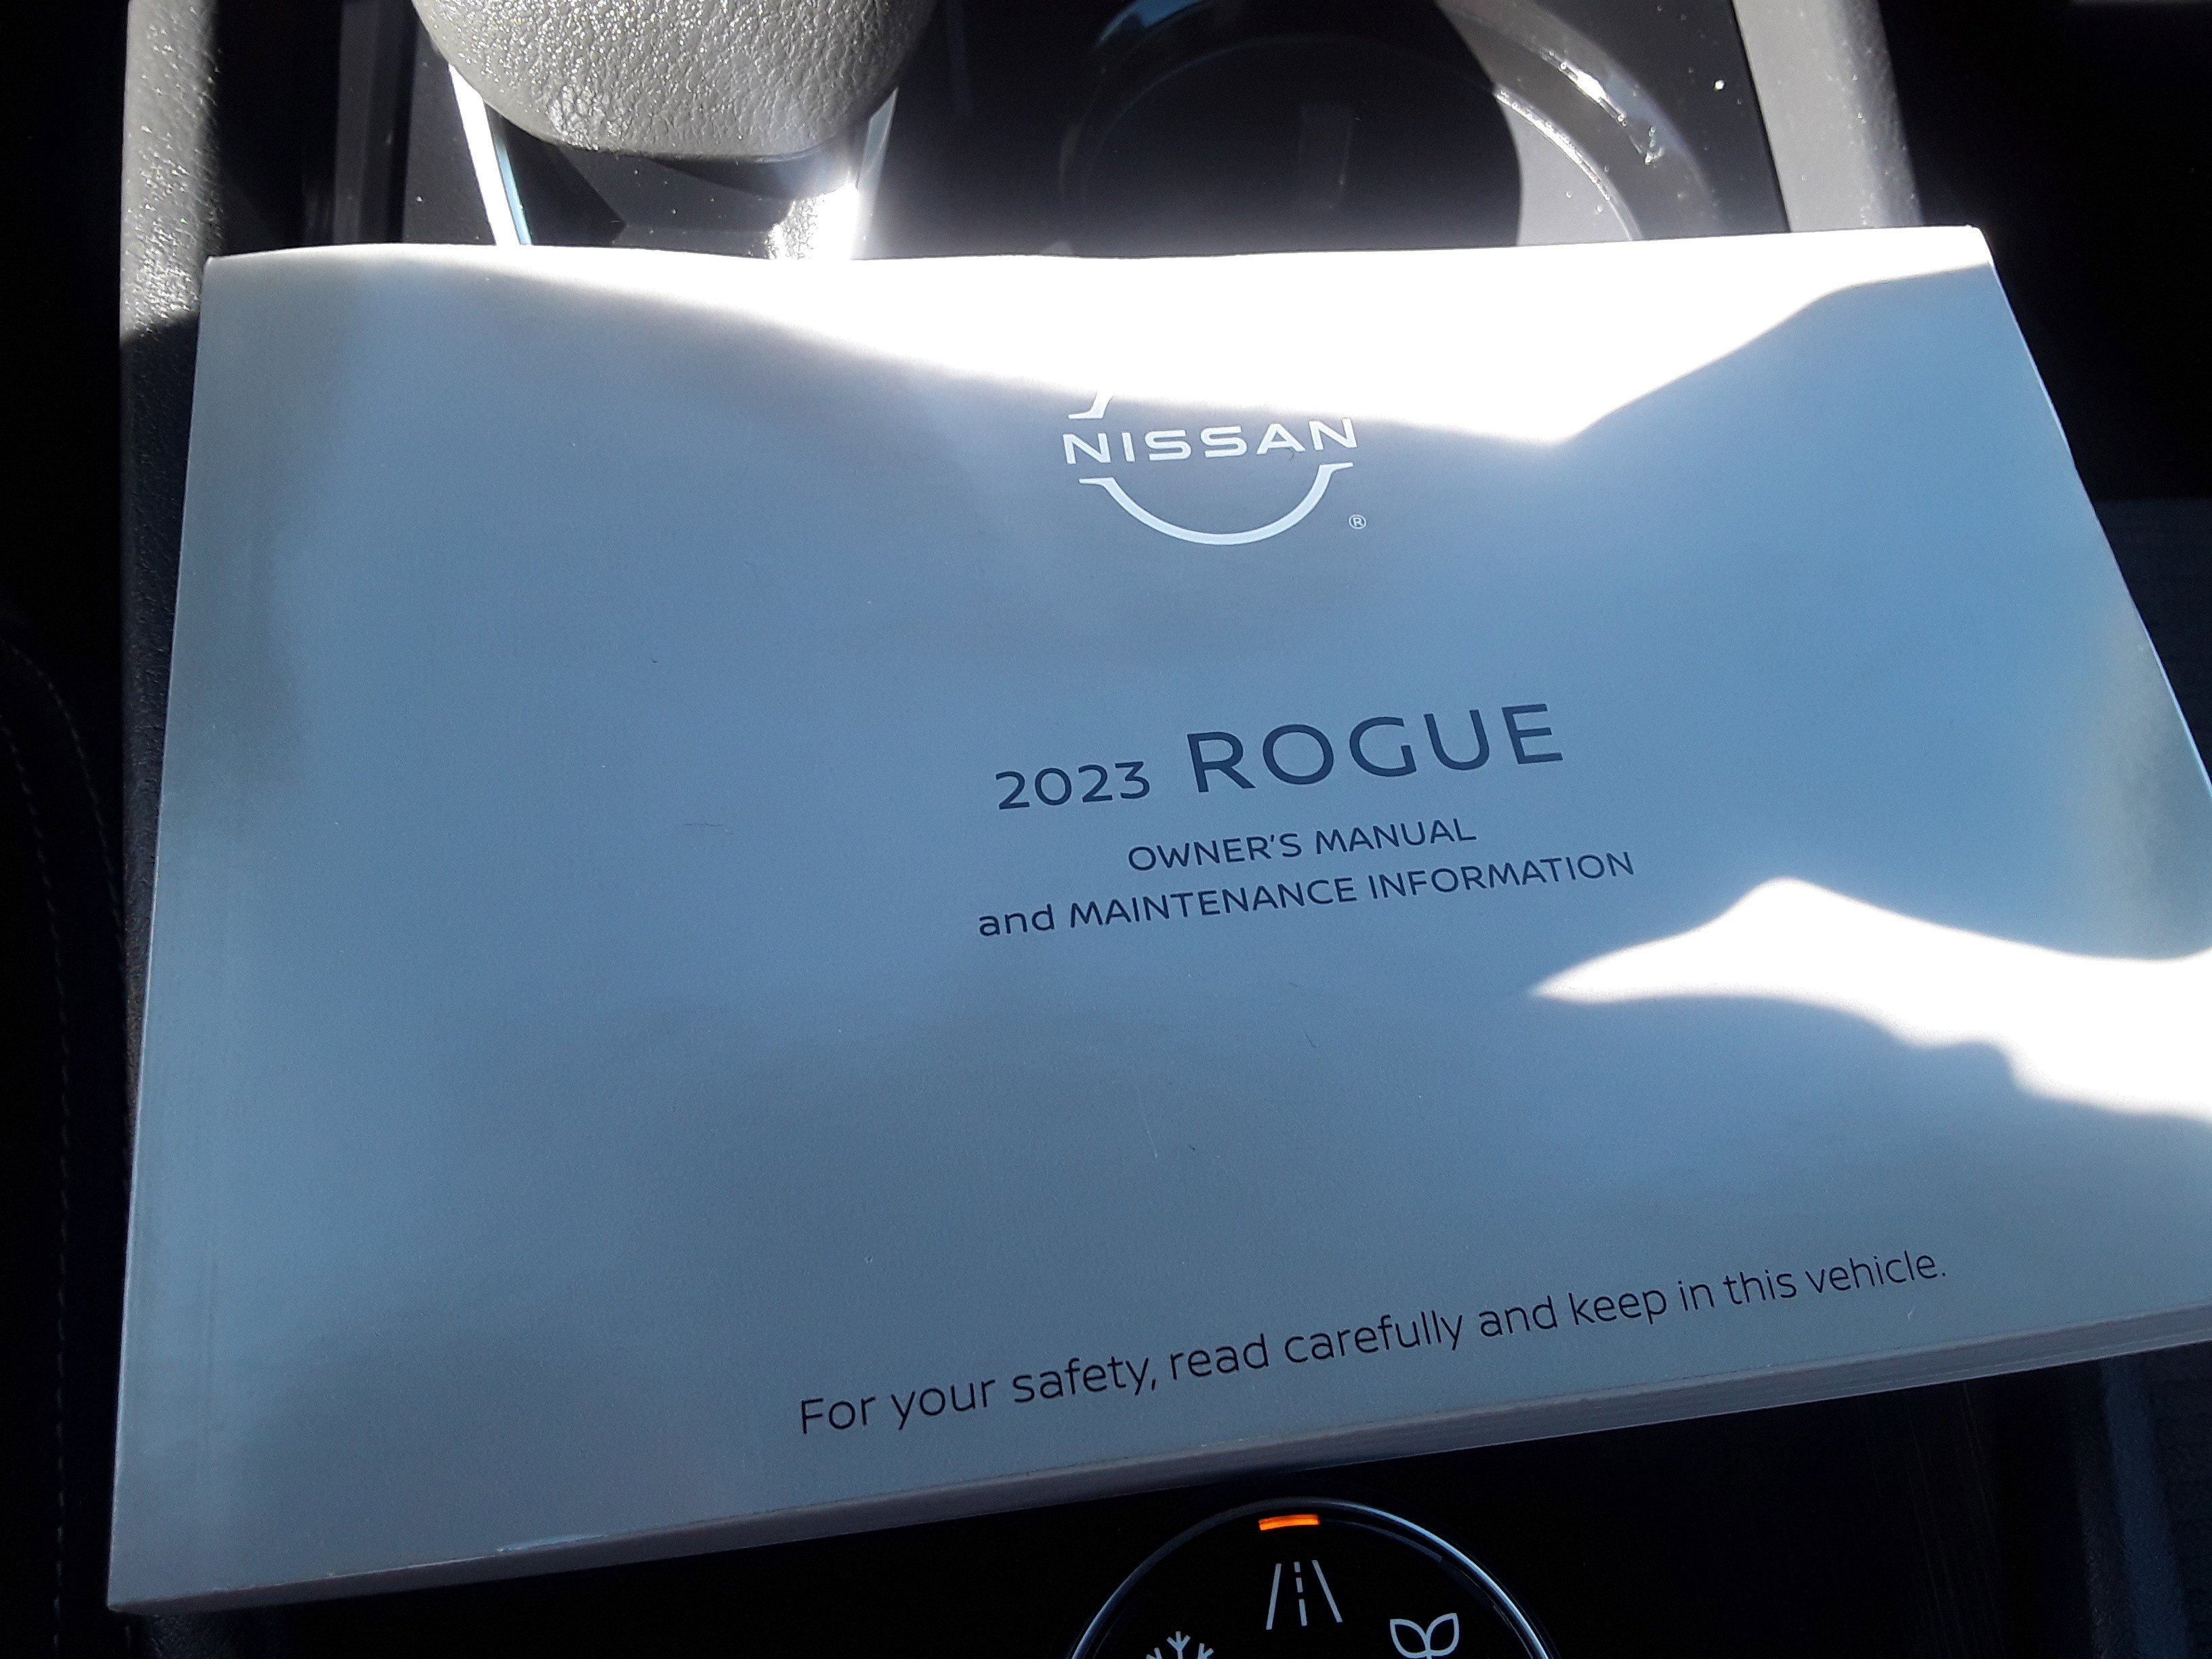 NISSAN
®
2023 ROGUE
OWNER'S MANUAL
and MAINTENANCE INFORMATION
For your safety, read carefully and keep in this vehicle.